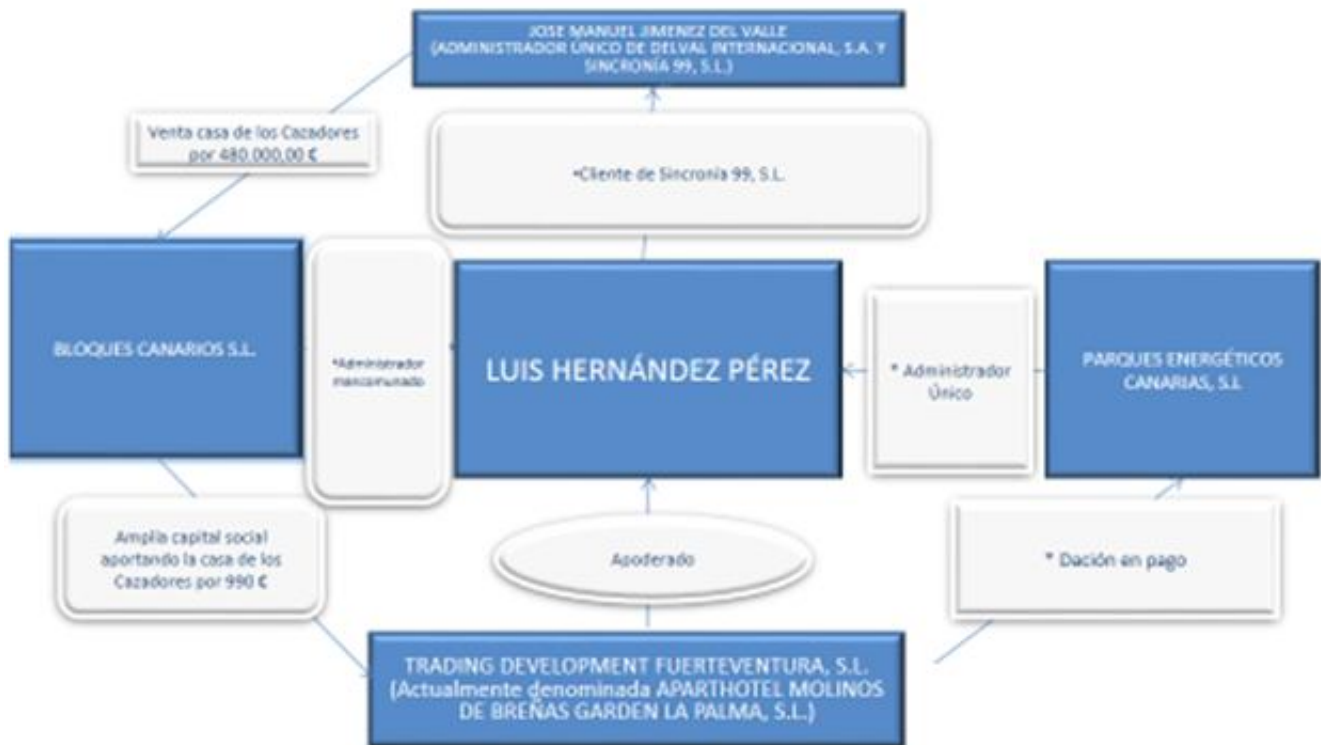 JOSE MANUEL JIMENEZ DEL VALLE
(ADMINISTRADOR ÚNICO DE DELVAL INTERNACIONAL, S.A. Y
SINCRONÍA 99, S.L.)
Venta casa de los Cazadores
por 480.000,00 €
*Cliente de Sincronía 99, S.L.
BLOQUES CANARIOS S.L.
*Administrador
mancomunado
*
LUIS HERNÁNDEZ PÉREZ
* Administrador
Único
PARQUES ENERGÉTICOS
CANARIAS, S.L
Amplia capital social
aportando la casa de los
Cazadores por 990 €
Apoderado
* Dación en pago
TRADING DEVELOPMENT FUERTEVENTURA, S.L.
(Actualmente denominada APARTHOTEL MOLINOS
DE BREÑAS GARDEN LA PALMA, S.L.)